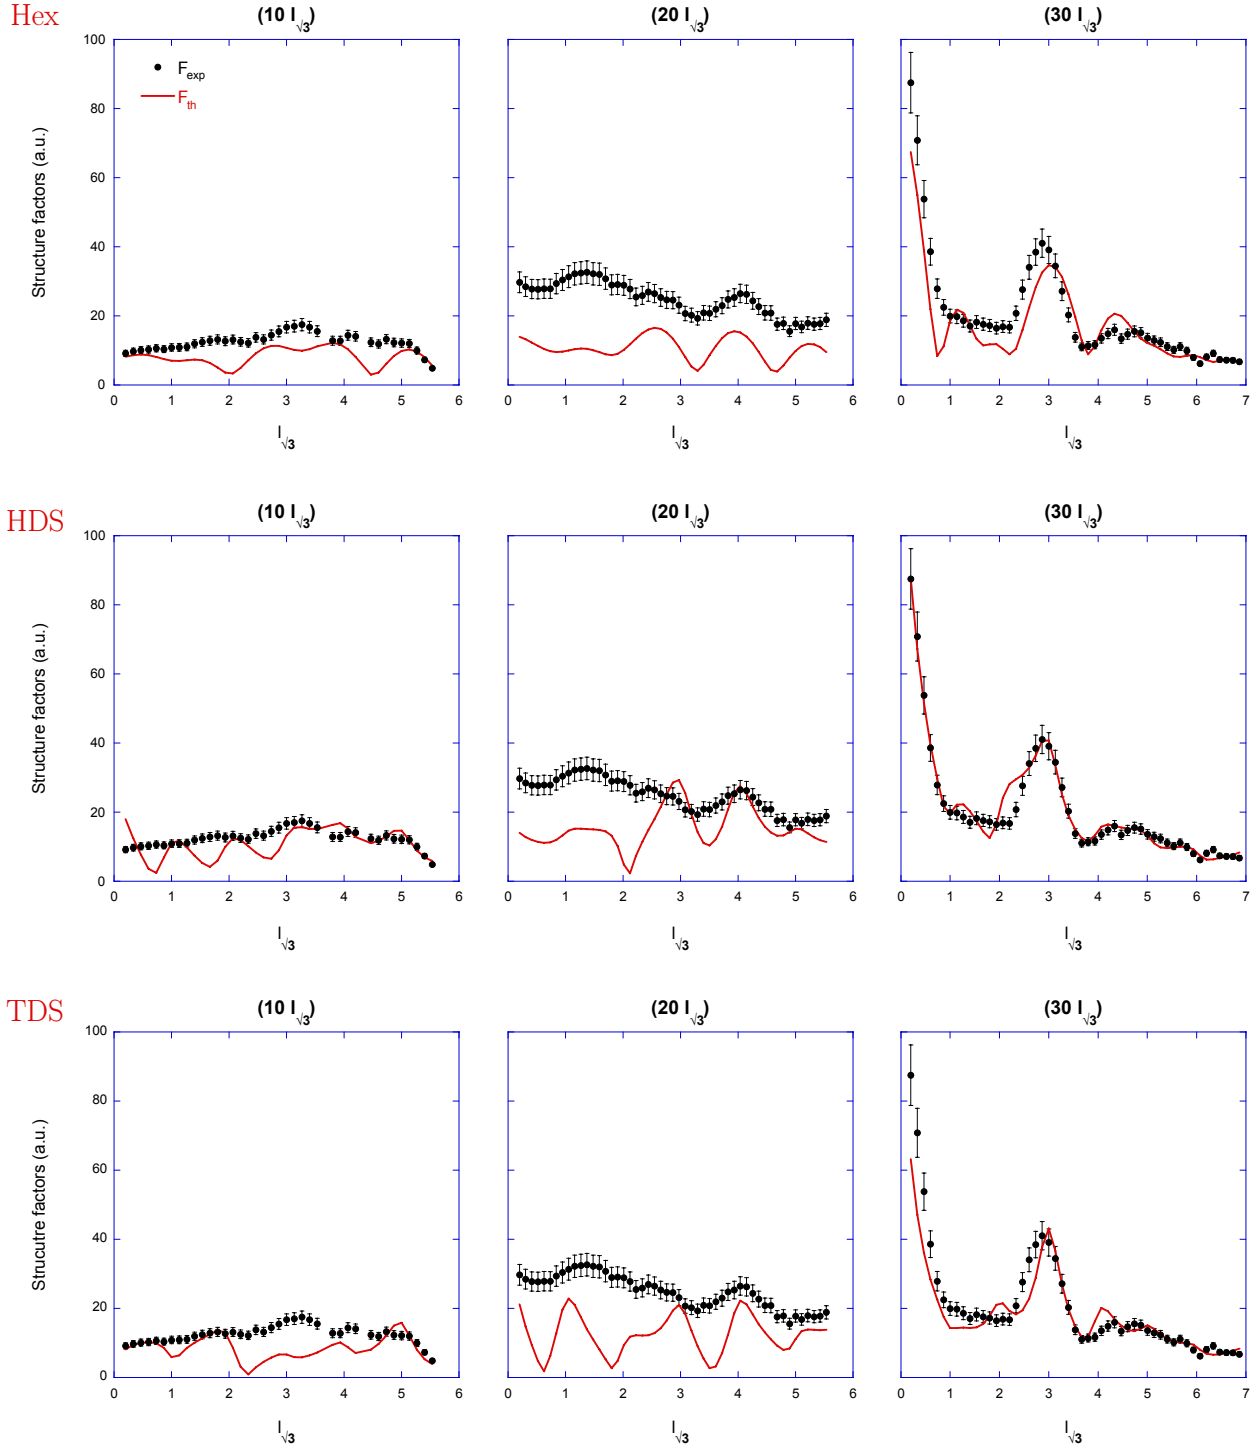 Hex
(10 l√3)
(20 l√3)
(30 l√3)
Structure factors (a.u.)
100
80
60
40
20
0
F_exp
F_th
0 1 2 3 4 5 6
0 1 2 3 4 5 6
0 1 2 3 4 5 6 7
l√3
l√3
l√3
HDS
(10 l√3)
(20 l√3)
(30 l√3)
Structure factors (a.u.)
100
80
60
40
20
0
0 1 2 3 4 5 6
0 1 2 3 4 5 6
0 1 2 3 4 5 6 7
l√3
l√3
l√3
TDS
(10 l√3)
(20 l√3)
(30 l√3)
Strucutre factors (a.u.)
100
80
60
40
20
0
0 1 2 3 4 5 6
0 1 2 3 4 5 6
0 1 2 3 4 5 6 7
l√3
l√3
l√3